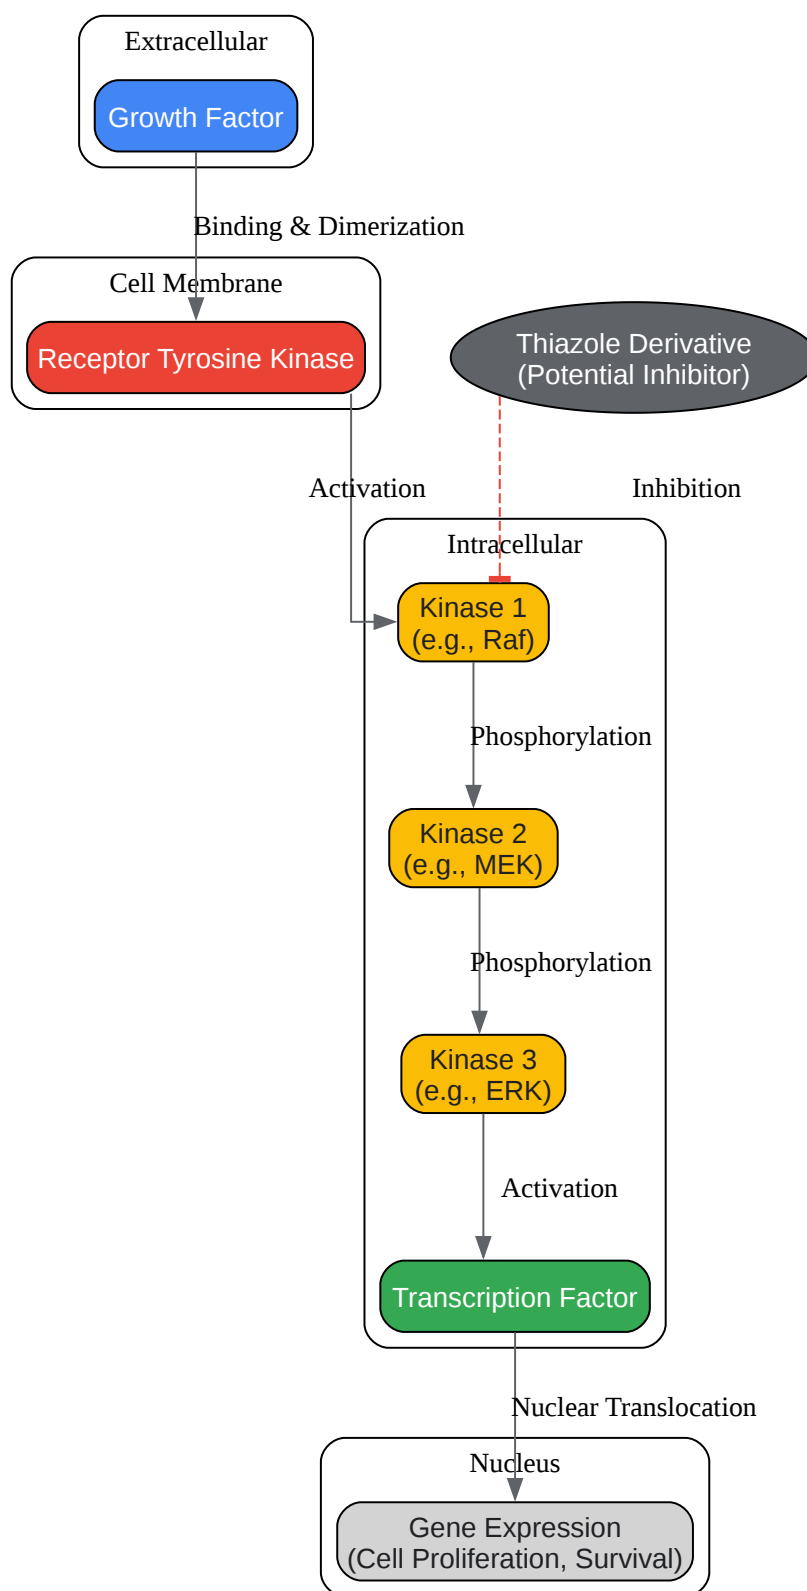 Extracellular
Growth Factor
Binding & Dimerization
Cell Membrane
Receptor Tyrosine Kinase
Thiazole Derivative
(Potential Inhibitor)
Activation
Inhibition
Intracellular
Kinase 1
(e.g., Raf)
Phosphorylation
Kinase 2
(e.g., MEK)
Phosphorylation
Kinase 3
(e.g., ERK)
Activation
Transcription Factor
Nuclear Translocation
Nucleus
Gene Expression
(Cell Proliferation, Survival)